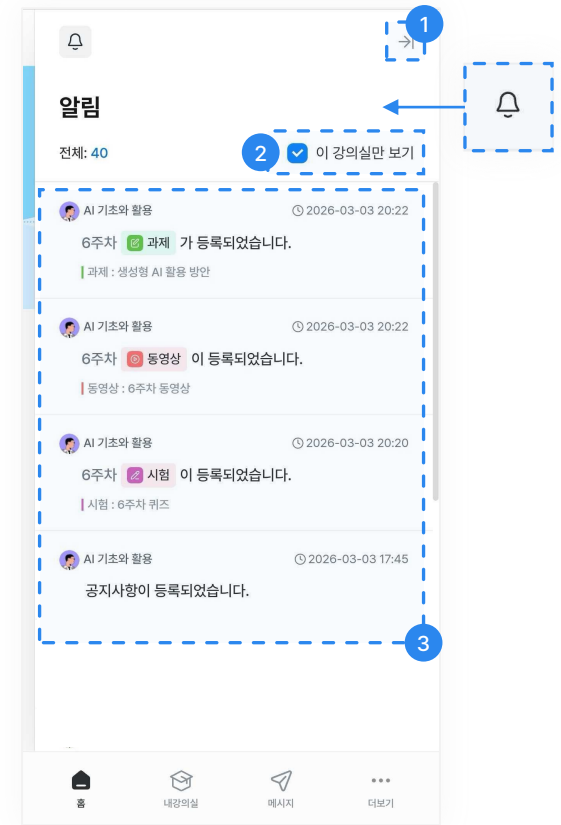 1
알림
전체: 40
2
이 강의실만 보기
AI 기초와 활용
2026-03-03 20:22
6주차 과제 가 등록되었습니다.
과제 : 생성형 AI 활용 방안
AI 기초와 활용
2026-03-03 20:22
6주차 동영상 이 등록되었습니다.
동영상 : 6주차 동영상
AI 기초와 활용
2026-03-03 20:20
6주차 시험 이 등록되었습니다.
시험 : 6주차 퀴즈
AI 기초와 활용
2026-03-03 17:45
공지사항이 등록되었습니다.
3
홈
내강의실
메시지
더보기